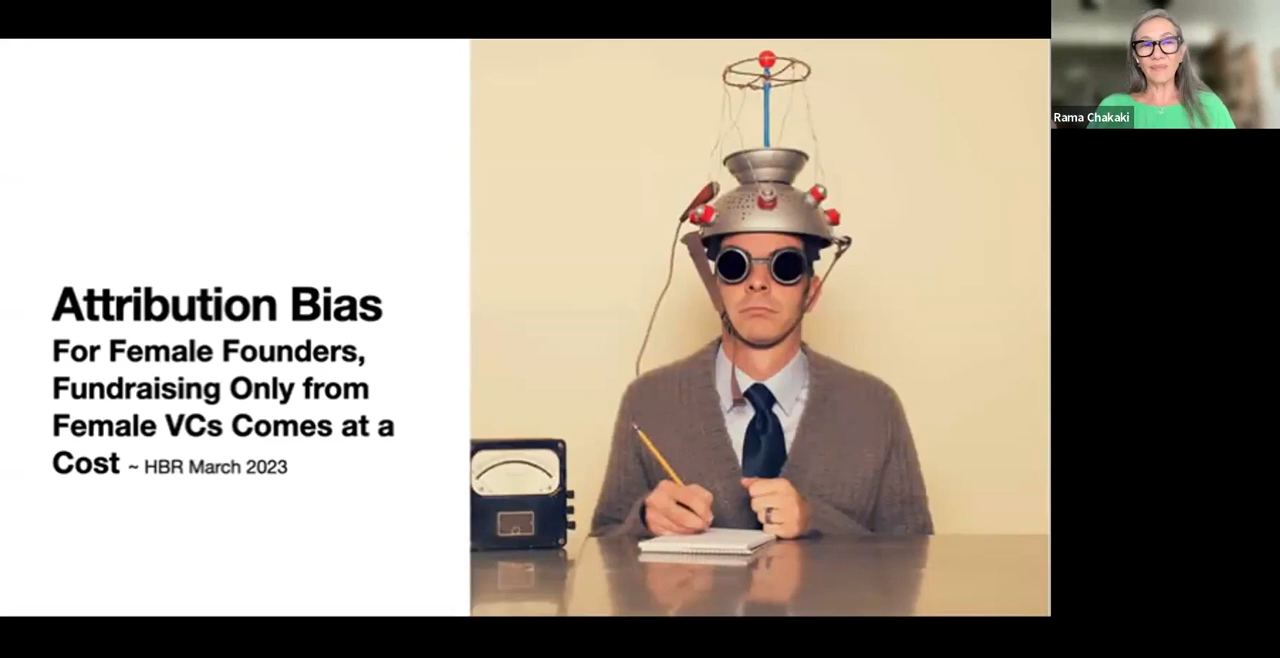 Attribution Bias
For Female Founders,
Fundraising Only from
Female VCs Comes at a
Cost ~ HBR March 2023
Rama Chakaki